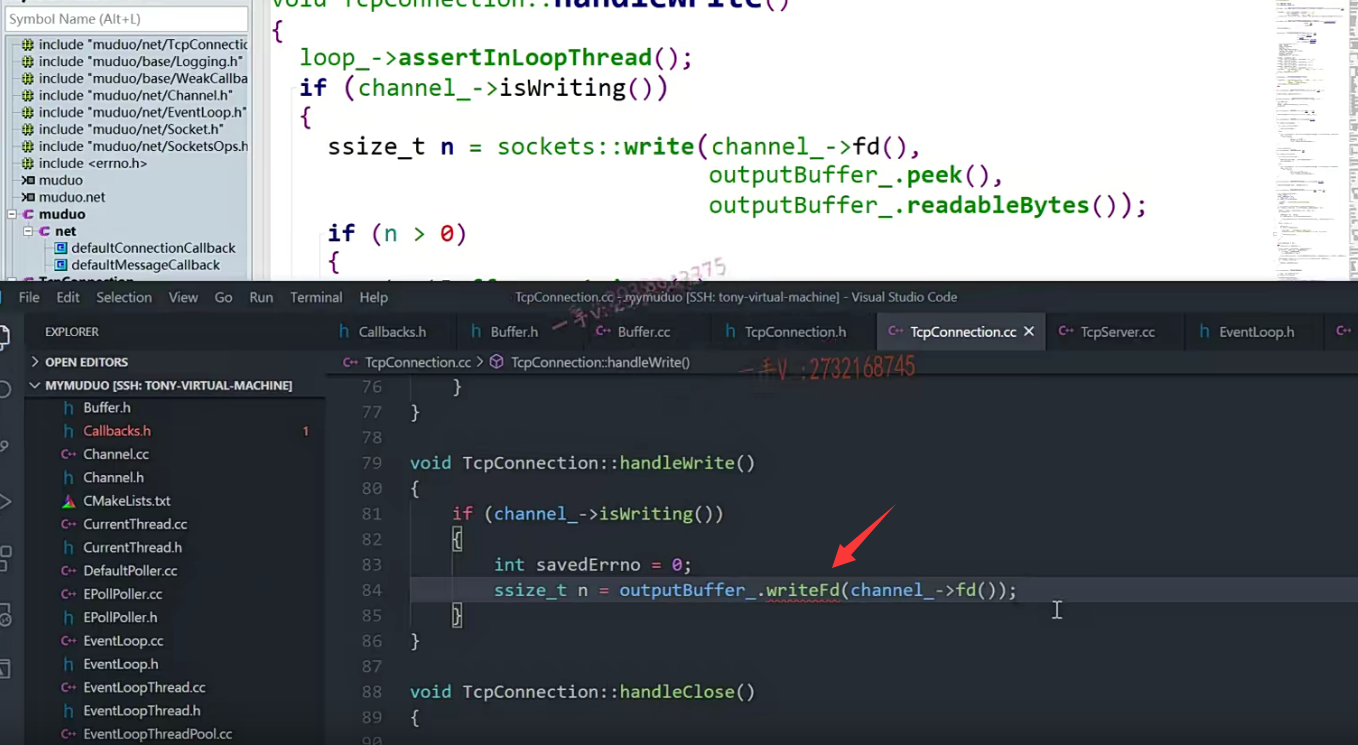 void TcpConnection::handleWrite()
Symbol Name (Alt+L)
{
include "muduo/net/TcpConnectic
include "muduo/base/Logging.h"
include "muduo/base/WeakCallba
include "muduo/net/Channel.h"
include "muduo/net/EventLoop.h"
include "muduo/net/Socket.h"
include "muduo/net/SocketsOps.h
include <errno.h>
muduo
muduo.net
muduo
net
defaultConnectionCallback
defaultMessageCallback
TcpConnection
loop_->assertInLoopThread();
if (channel_->isWriting())
{
ssize_t n = sockets::write(channel_->fd(),
outputBuffer_.peek(),
outputBuffer_.readableBytes());
if (n > 0)
{
File Edit Selection View Go Run Terminal Help
TcpConnection.cc - mymuduo [SSH: tony-virtual-machine] - Visual Studio Code
EXPLORER
Callbacks.h Buffer.h Buffer.cc TcpConnection.h TcpConnection.cc TcpServer.cc EventLoop.h
OPEN EDITORS
TcpConnection.cc > TcpConnection::handleWrite()
一手V :2732168745
MYMUDUO [SSH: TONY-VIRTUAL-MACHINE]
Buffer.h
Callbacks.h 1
Channel.cc
Channel.h
CMakeLists.txt
CurrentThread.cc
CurrentThread.h
DefaultPoller.cc
EPollPoller.cc
EPollPoller.h
EventLoop.cc
EventLoop.h
EventLoopThread.cc
EventLoopThread.h
EventLoopThreadPool.cc
76 }
77 }
78
79 void TcpConnection::handleWrite()
80 {
81 if (channel_->isWriting())
82 {
83 int savedErrno = 0;
84 ssize_t n = outputBuffer_.writeFd(channel_->fd());
85 }
86 }
87
88 void TcpConnection::handleClose()
89 {
90